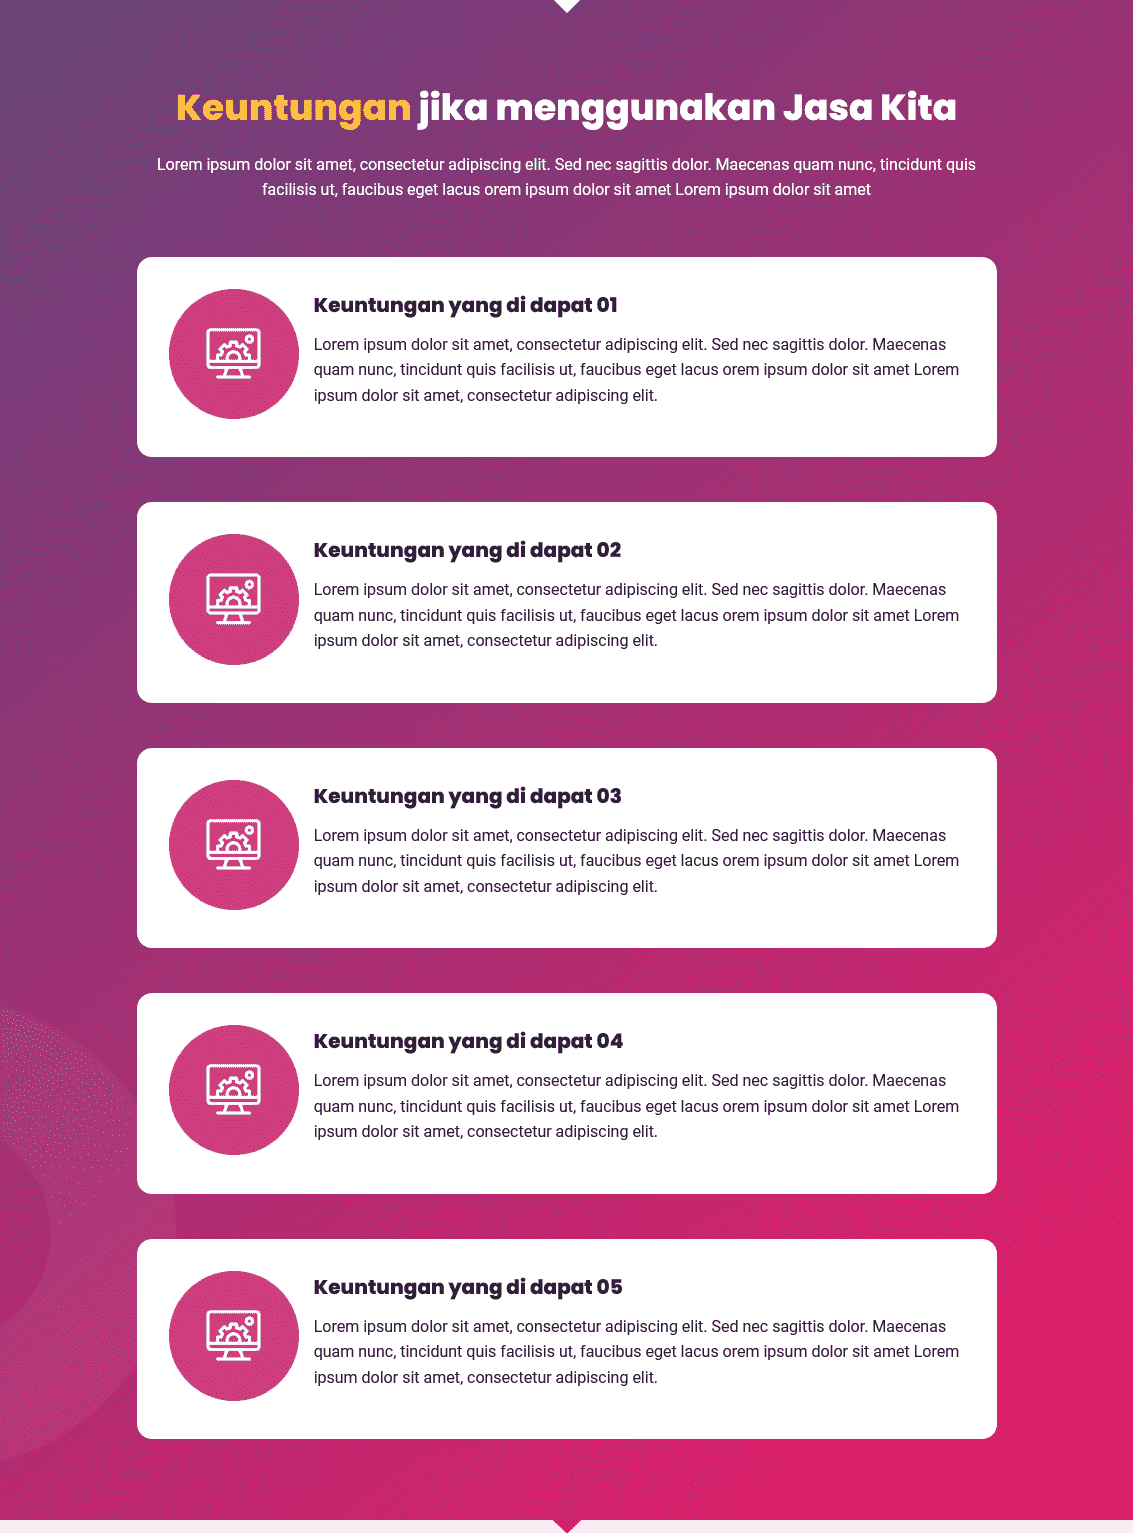 Keuntungan jika menggunakan Jasa Kita
Lorem ipsum dolor sit amet, consectetur adipiscing elit. Sed nec sagittis dolor. Maecenas quam nunc, tincidunt quis
facilisis ut, faucibus eget lacus orem ipsum dolor sit amet Lorem ipsum dolor sit amet
Keuntungan yang di dapat 01
Lorem ipsum dolor sit amet, consectetur adipiscing elit. Sed nec sagittis dolor. Maecenas
quam nunc, tincidunt quis facilisis ut, faucibus eget lacus orem ipsum dolor sit amet Lorem
ipsum dolor sit amet, consectetur adipiscing elit.
Keuntungan yang di dapat 02
Lorem ipsum dolor sit amet, consectetur adipiscing elit. Sed nec sagittis dolor. Maecenas
quam nunc, tincidunt quis facilisis ut, faucibus eget lacus orem ipsum dolor sit amet Lorem
ipsum dolor sit amet, consectetur adipiscing elit.
Keuntungan yang di dapat 03
Lorem ipsum dolor sit amet, consectetur adipiscing elit. Sed nec sagittis dolor. Maecenas
quam nunc, tincidunt quis facilisis ut, faucibus eget lacus orem ipsum dolor sit amet Lorem
ipsum dolor sit amet, consectetur adipiscing elit.
Keuntungan yang di dapat 04
Lorem ipsum dolor sit amet, consectetur adipiscing elit. Sed nec sagittis dolor. Maecenas
quam nunc, tincidunt quis facilisis ut, faucibus eget lacus orem ipsum dolor sit amet Lorem
ipsum dolor sit amet, consectetur adipiscing elit.
Keuntungan yang di dapat 05
Lorem ipsum dolor sit amet, consectetur adipiscing elit. Sed nec sagittis dolor. Maecenas
quam nunc, tincidunt quis facilisis ut, faucibus eget lacus orem ipsum dolor sit amet Lorem
ipsum dolor sit amet, consectetur adipiscing elit.